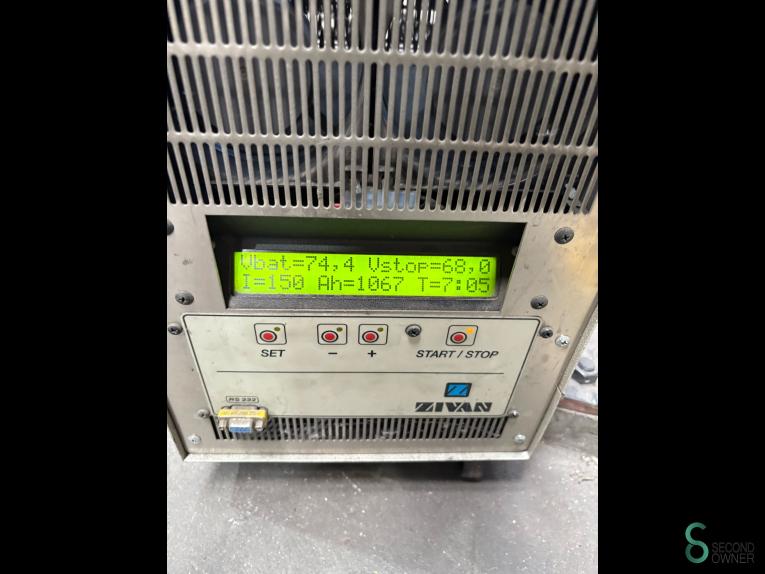 Vbat=74,4 Vstop=68,0
I=150 Ah=1067 T=7:05
SET
-
+
START / STOP
RS 232
ZIVAN
SECOND
OWNER